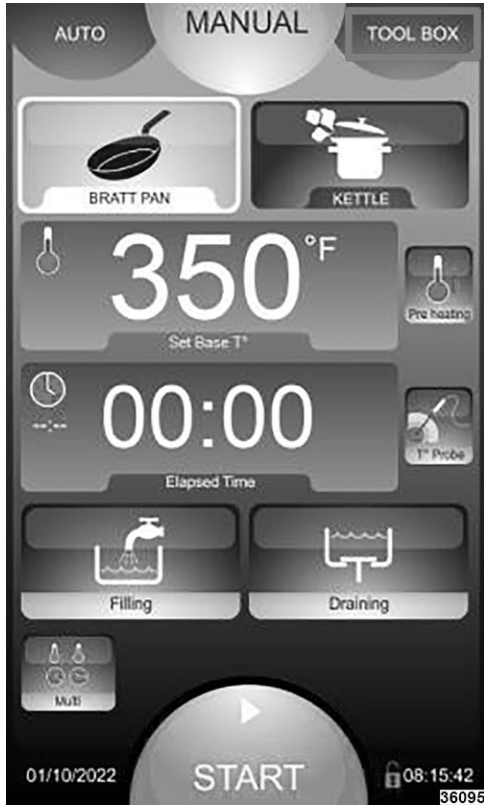 AUTO
MANUAL
TOOL BOX
BRATT PAN
KETTLE
350°F
Set Base T°
Pre heating
--:--
00:00
Elapsed Time
T° Probe
Filling
Draining
Multi
START
01/10/2022
08:15:42
36095